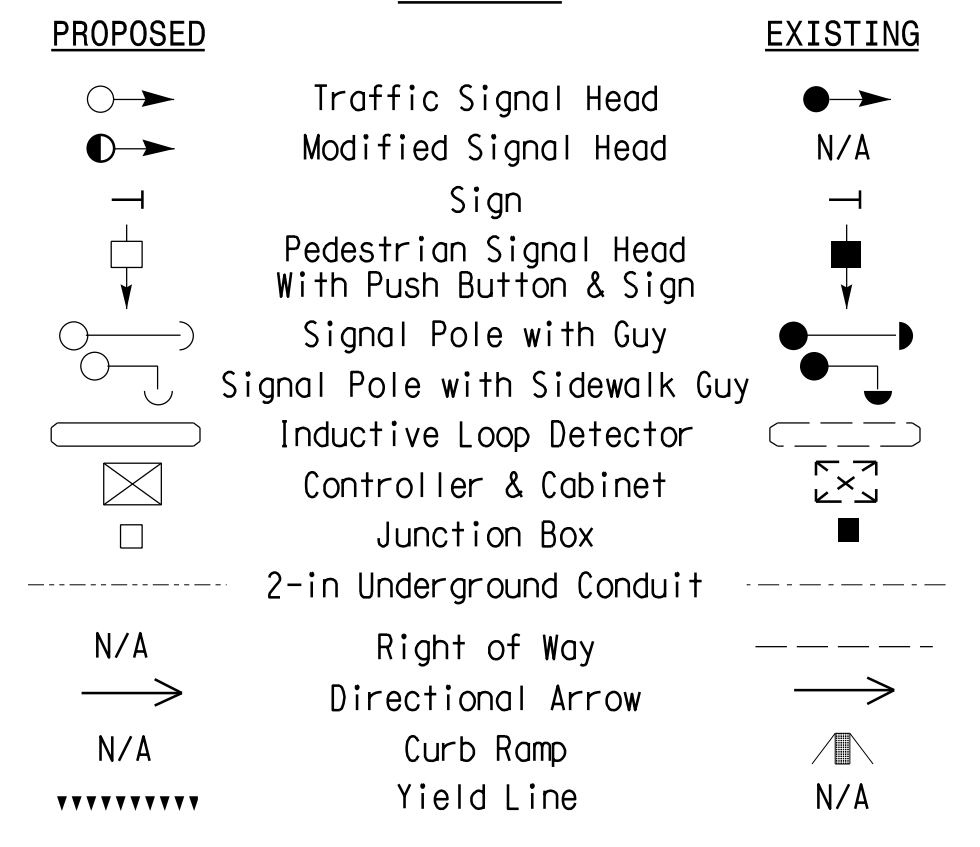 PROPOSED EXISTING
Traffic Signal Head
Modified Signal Head N/A
Sign
Pedestrian Signal Head
With Push Button & Sign
Signal Pole with Guy
Signal Pole with Sidewalk Guy
Inductive Loop Detector
Controller & Cabinet
Junction Box
2-in Underground Conduit
N/A Right of Way
Directional Arrow
N/A Curb Ramp
Yield Line N/A